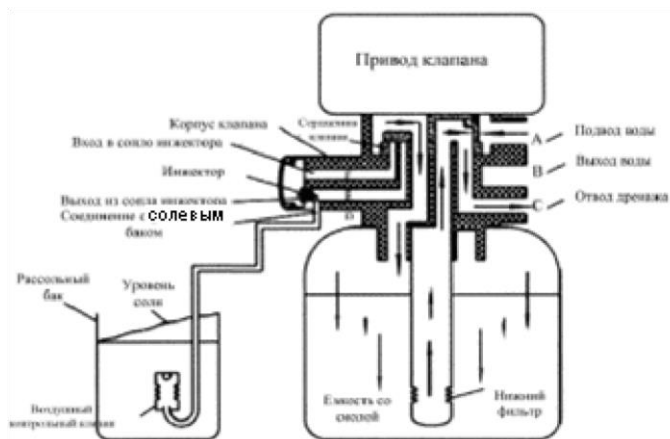 Привод клапана
Корпус клапана
клапана
Вход в сопло инжектора
Инжектор
Выход из сопла инжектора
Соединение с солевым
баком
A Подвод воды
B Выход воды
C Отвод дренажа
Рассольный
бак
Уровень
соли
Воздушный
контрольный клапан
Емкость со
смолой
Нижний
фильтр